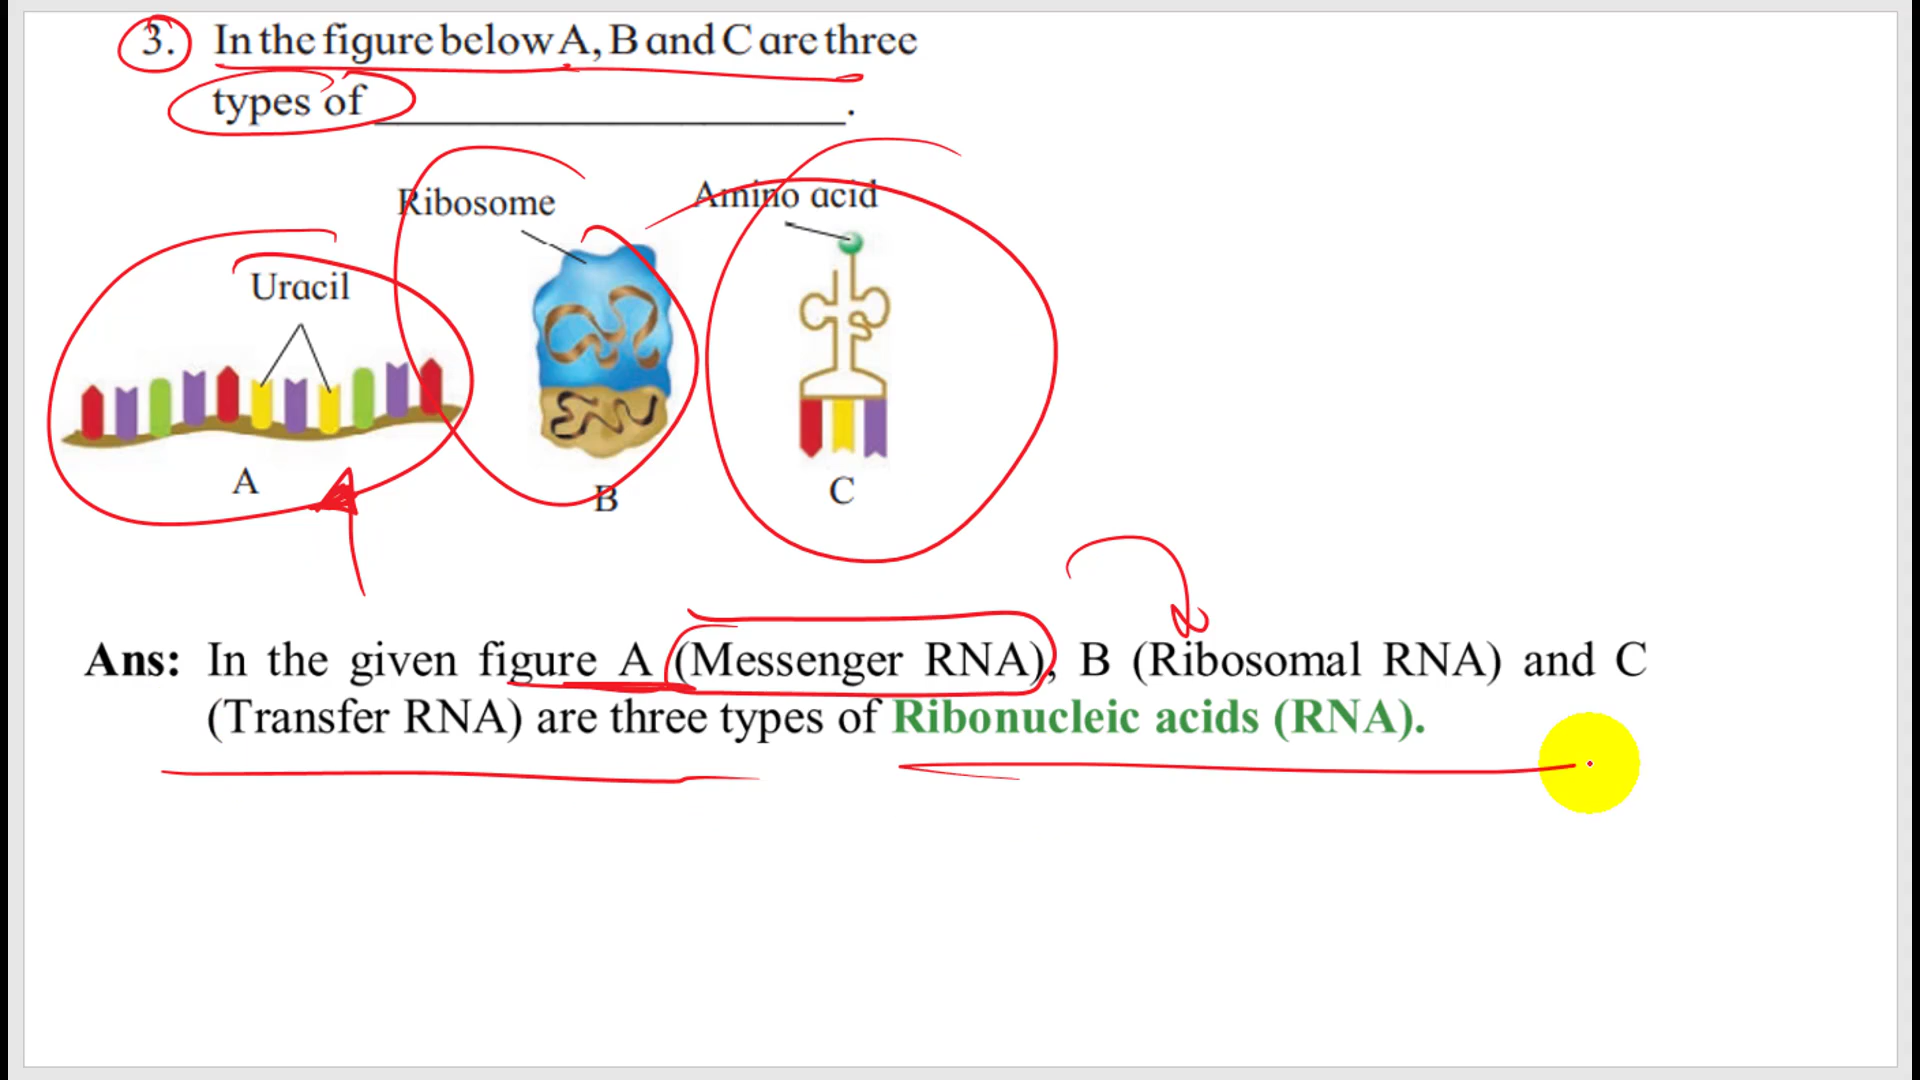 3. In the figure below A, B and C are three
types of ______________________.
Ribosome
Amino acid
Uracil
A
B
C
Ans: In the given figure A (Messenger RNA), B (Ribosomal RNA) and C
(Transfer RNA) are three types of Ribonucleic acids (RNA).